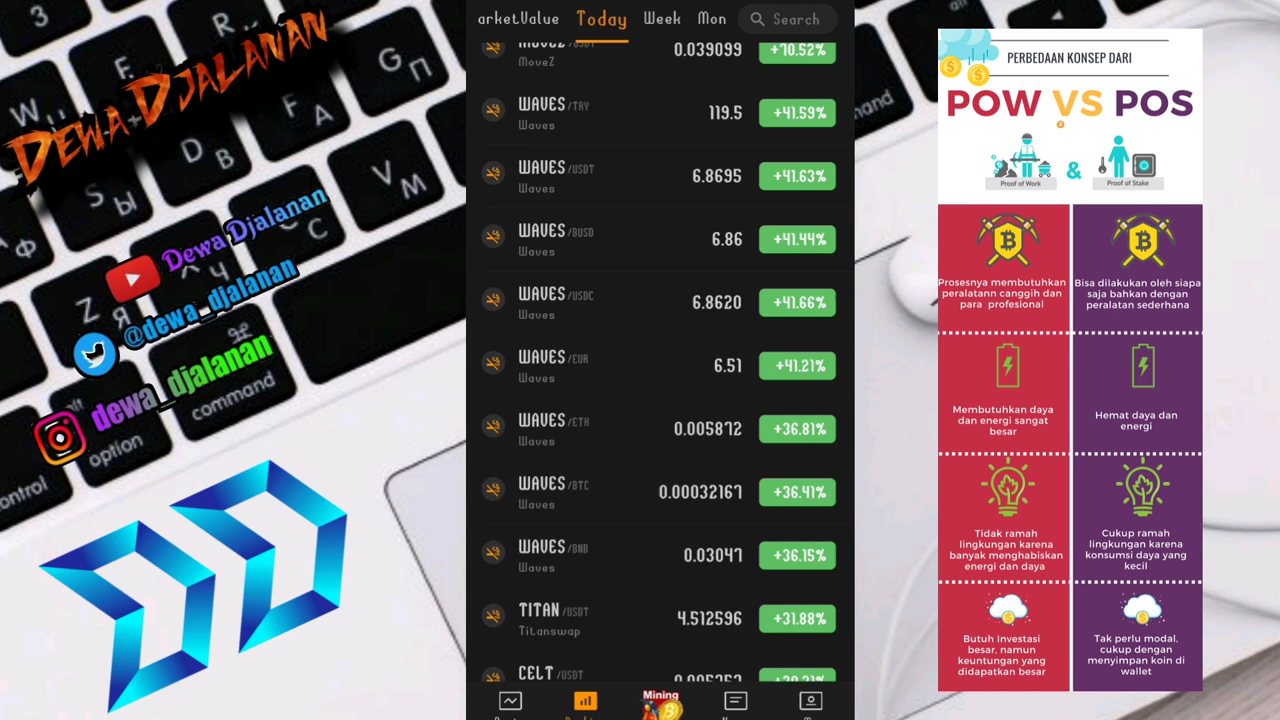 DEWA DJALANAN
Dewa Djalanan
@dewa_djalanan
dewa_djalanan
command
option
arketValue Today Week Mon Search
0.039099 +70.52%
MoveZ
WAVES/TRY 119.5 +41.59%
Waves
WAVES/USDT 6.8695 +41.63%
Waves
WAVES/BUSD 6.86 +41.44%
Waves
WAVES/USDC 6.8620 +41.66%
Waves
WAVES/EUR 6.51 +41.21%
Waves
WAVES/ETH 0.005872 +36.81%
Waves
WAVES/BTC 0.00032167 +36.41%
Waves
WAVES/BNB 0.03047 +36.15%
Waves
TITAN/USDT 4.512596 +31.88%
Titanswap
CELT/USDT
Mining
PERBEDAAN KONSEP DARI
POW VS POS
Proof of Work & Proof of Stake
Prosesnya membutuhkan
peralatann canggih dan
para profesional
Bisa dilakukan oleh siapa
saja bahkan dengan
peralatan sederhana
Membutuhkan daya
dan energi sangat
besar
Hemat daya dan
energi
Tidak ramah
lingkungan karena
banyak menghabiskan
energi dan daya
Cukup ramah
lingkungan karena
konsumsi daya yang
kecil
Butuh Investasi
besar, namun
keuntungan yang
didapatkan besar
Tak perlu modal,
cukup dengan
menyimpan koin di
wallet